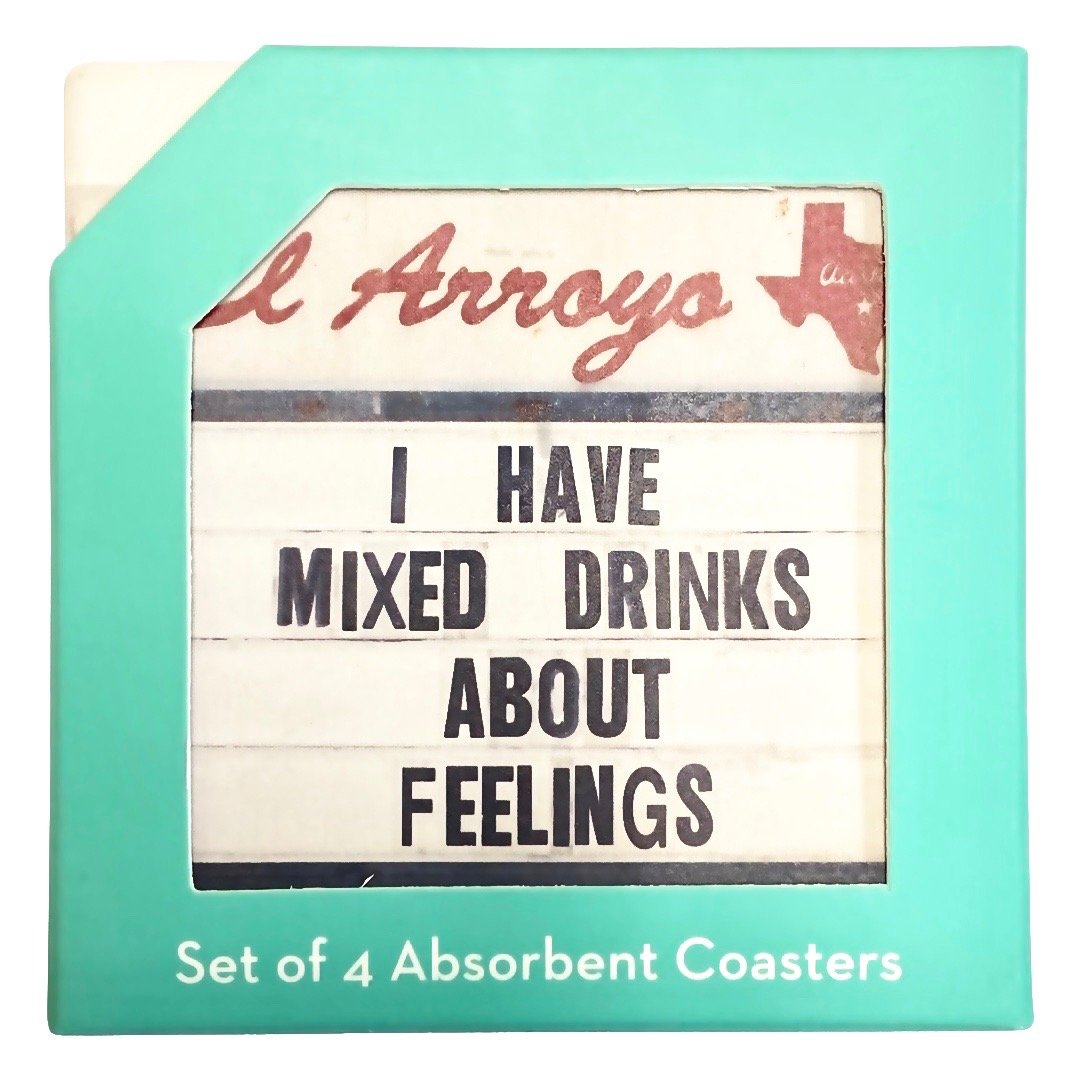 l Arroyo
I HAVE
MIXED DRINKS
ABOUT
FEELINGS
Set of 4 Absorbent Coasters